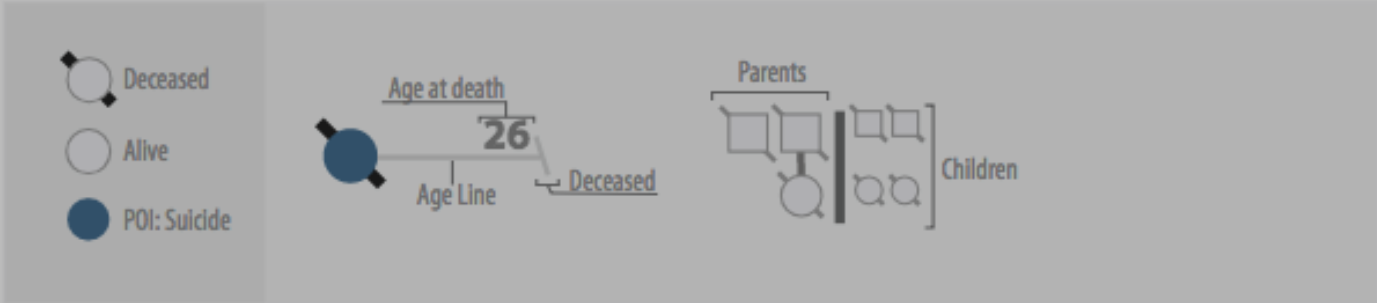 Deceased
Alive
POI: Suicide
Age at death
26
Age Line
Deceased
Parents
Children